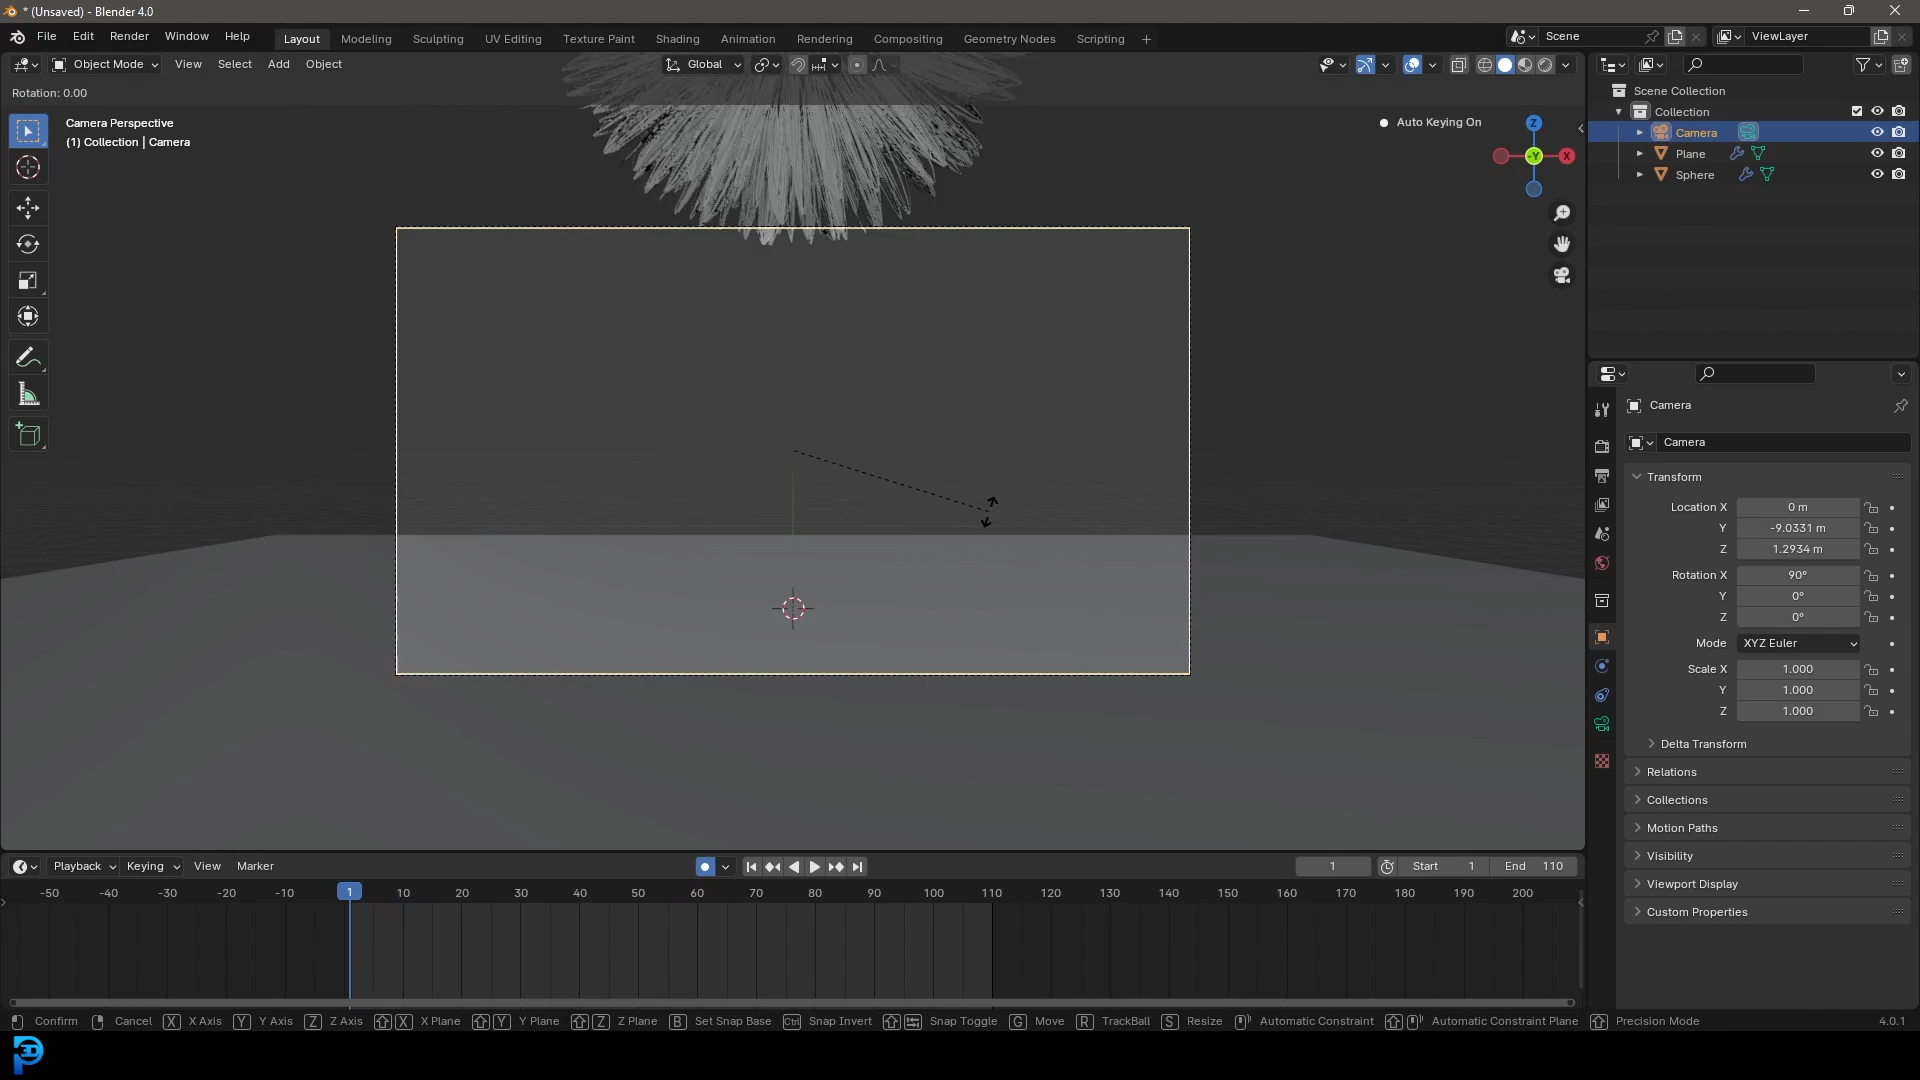 * (Unsaved) - Blender 4.0
File Edit Render Window Help Layout Modeling Sculpting UV Editing Texture Paint Shading Animation Rendering Compositing Geometry Nodes Scripting + Scene ViewLayer
Object Mode View Select Add Object Global
Rotation: 0.00
Camera Perspective
(1) Collection | Camera
Auto Keying On
Z
-Y
X
Scene Collection
Collection
Camera
Plane
Sphere
Camera
Camera
Transform
Location X 0 m
Y -9.0331 m
Z 1.2934 m
Rotation X 90°
Y 0°
Z 0°
Mode XYZ Euler
Scale X 1.000
Y 1.000
Z 1.000
Delta Transform
Relations
Collections
Motion Paths
Visibility
Viewport Display
Custom Properties
Playback Keying View Marker 1 Start 1 End 110
-50 -40 -30 -20 -10 1 10 20 30 40 50 60 70 80 90 100 110 120 130 140 150 160 170 180 190 200
Confirm Cancel X X Axis Y Y Axis Z Z Axis X X Plane Y Y Plane Z Z Plane B Set Snap Base Ctrl Snap Invert Snap Toggle G Move R TrackBall S Resize Automatic Constraint Automatic Constraint Plane Precision Mode 4.0.1
3D